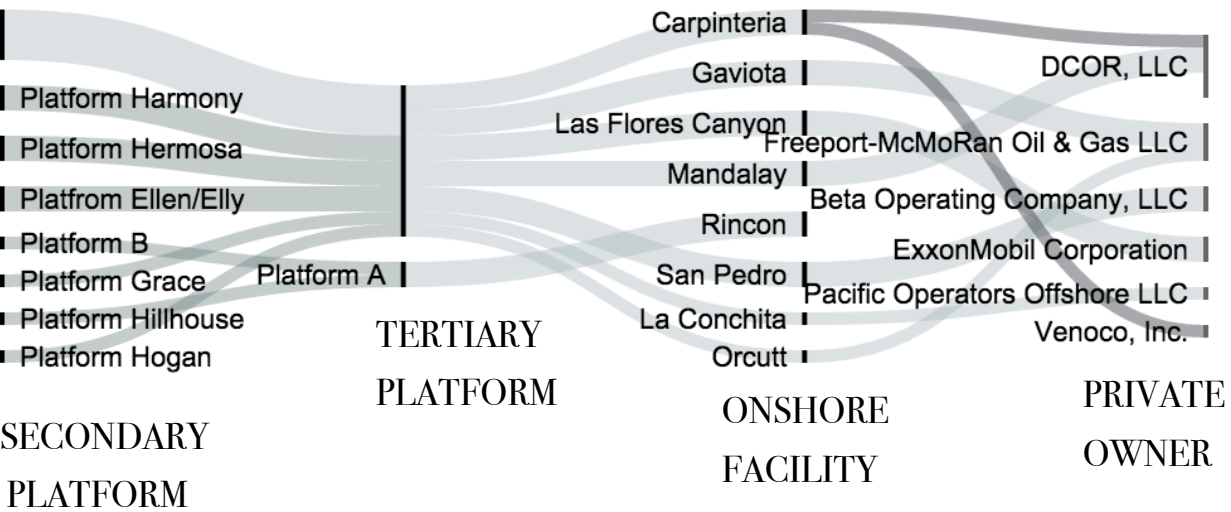 Platform Harmony
Platform Hermosa
Platfrom Ellen/Elly
Platform B
Platform Grace
Platform Hillhouse
Platform Hogan
SECONDARY
PLATFORM
Platform A
TERTIARY
PLATFORM
Carpinteria
Gaviota
Las Flores Canyon
Mandalay
Rincon
San Pedro
La Conchita
Orcutt
ONSHORE
FACILITY
DCOR, LLC
Freeport-McMoRan Oil & Gas LLC
Beta Operating Company, LLC
ExxonMobil Corporation
Pacific Operators Offshore LLC
Venoco, Inc.
PRIVATE
OWNER